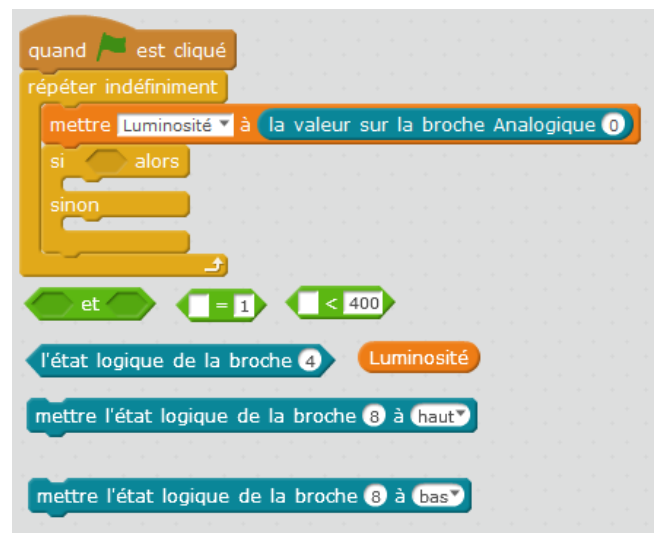 quand est cliqué
répéter indéfiniment
mettre Luminosité à la valeur sur la broche Analogique 0
si alors
sinon
et = 1 < 400
l'état logique de la broche 4 Luminosité
mettre l'état logique de la broche 8 à haut
mettre l'état logique de la broche 8 à bas